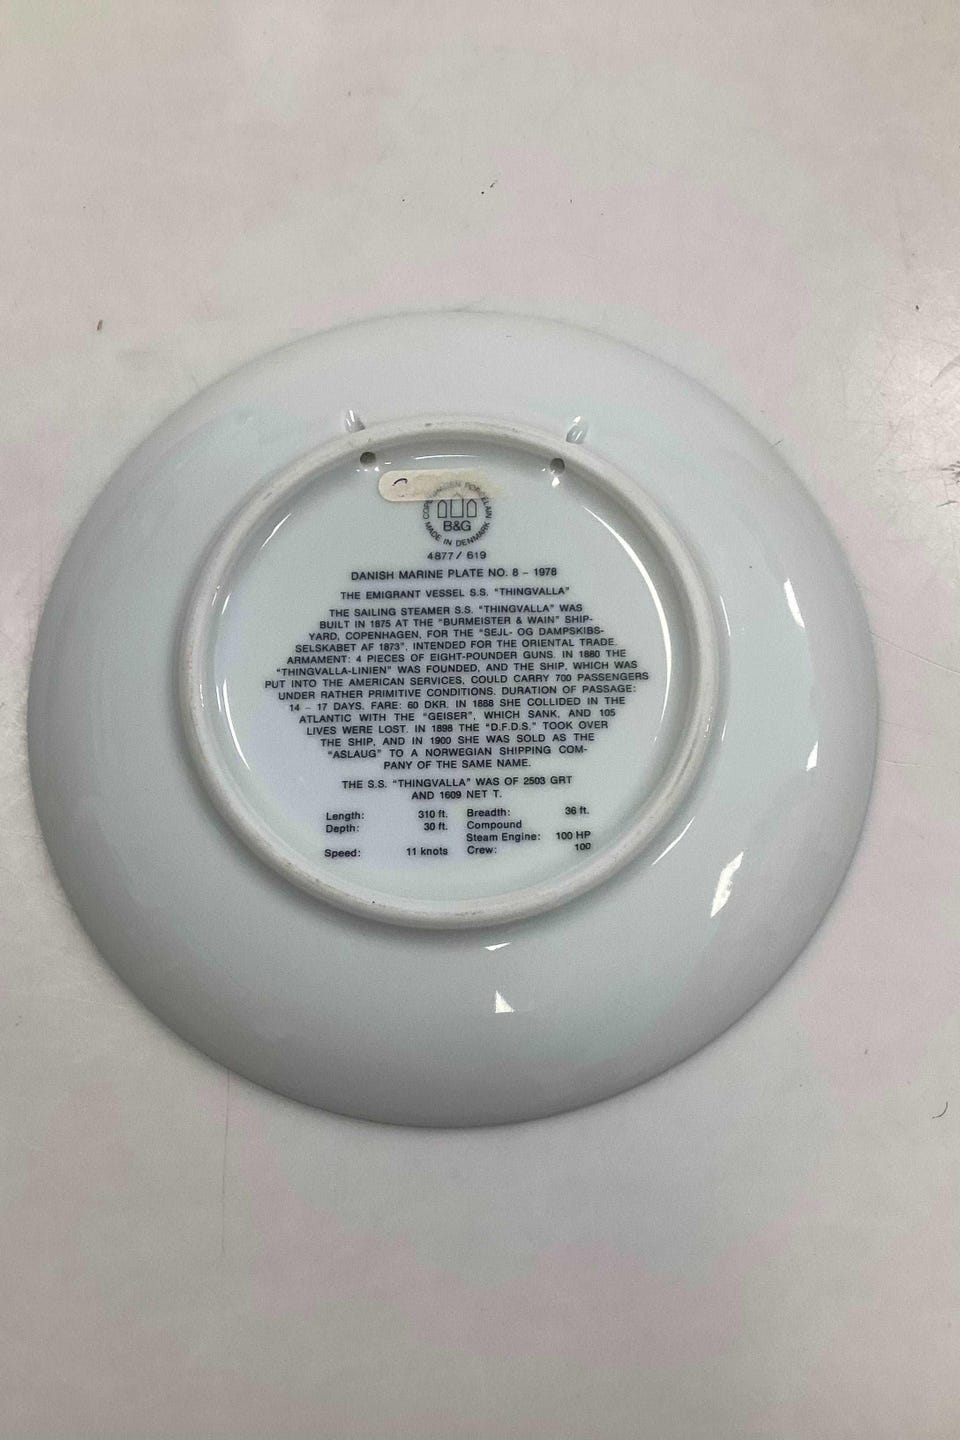 COPENHAGEN PORCELAIN
B&G
MADE IN DENMARK
4877/619
DANISH MARINE PLATE NO. 8 – 1978
THE EMIGRANT VESSEL S.S. "THINGVALLA"
THE SAILING STEAMER S.S. "THINGVALLA" WAS
BUILT IN 1875 AT THE "BURMEISTER & WAIN" SHIP-
YARD, COPENHAGEN, FOR THE "SEJL- OG DAMPSKIBS-
SELSKABET AF 1873", INTENDED FOR THE ORIENTAL TRADE.
ARMAMENT: 4 PIECES OF EIGHT-POUNDER GUNS. IN 1880 THE
"THINGVALLA-LINIEN" WAS FOUNDED, AND THE SHIP, WHICH WAS
PUT INTO THE AMERICAN SERVICES, COULD CARRY 700 PASSENGERS
UNDER RATHER PRIMITIVE CONDITIONS. DURATION OF PASSAGE:
14 – 17 DAYS. FARE: 60 DKR. IN 1888 SHE COLLIDED IN THE
ATLANTIC WITH THE "GEISER", WHICH SANK, AND 105
LIVES WERE LOST. IN 1898 THE "D.F.D.S." TOOK OVER
THE SHIP, AND IN 1900 SHE WAS SOLD AS THE
"ASLAUG" TO A NORWEGIAN SHIPPING COM-
PANY OF THE SAME NAME.
THE S.S. "THINGVALLA" WAS OF 2503 GRT
AND 1609 NET T.
Length: 310 ft. Breadth: 36 ft.
Depth: 30 ft. Compound
Steam Engine: 100 HP
Speed: 11 knots Crew: 100